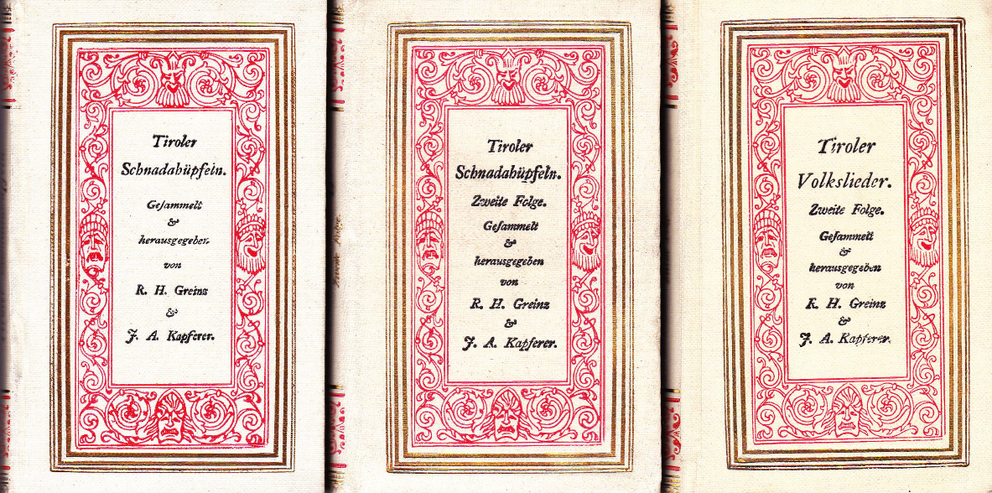 Tiroler
Schnadahüpfeln.
Geſammelt
&
herausgegeben.
von
R. H. Greinz
&
J. A. Kapferer.
Tiroler
Schnadahüpfeln.
Zweite Folge.
Geſammelt
&
herausgegeben
von
R. H. Greinz
&
J. A. Kapferer.
Tiroler
Volkslieder.
Zweite Folge.
Geſammelt
&
herausgegeben
von
R. H. Greinz
&
J. A. Kapferer.